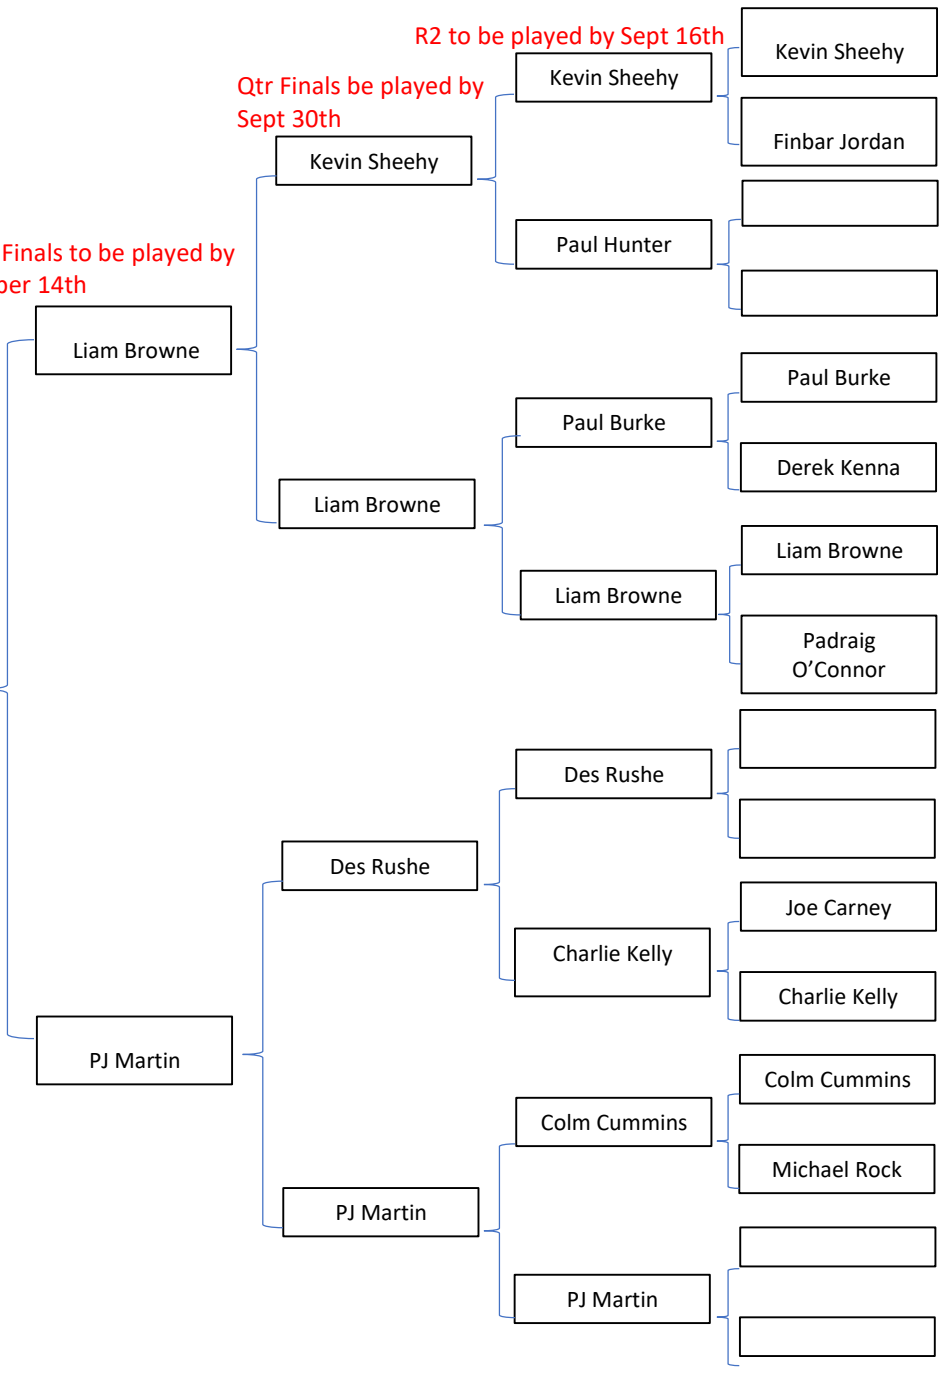 R2 to be played by Sept 16th
Kevin Sheehy
Kevin Sheehy
Qtr Finals be played by
Sept 30th
Finbar Jordan
Kevin Sheehy
Paul Hunter
Finals to be played by
ber 14th
Liam Browne
Paul Burke
Paul Burke
Derek Kenna
Liam Browne
Liam Browne
Liam Browne
Padraig
O’Connor
Des Rushe
Des Rushe
Joe Carney
Charlie Kelly
Charlie Kelly
PJ Martin
Colm Cummins
Colm Cummins
Michael Rock
PJ Martin
PJ Martin